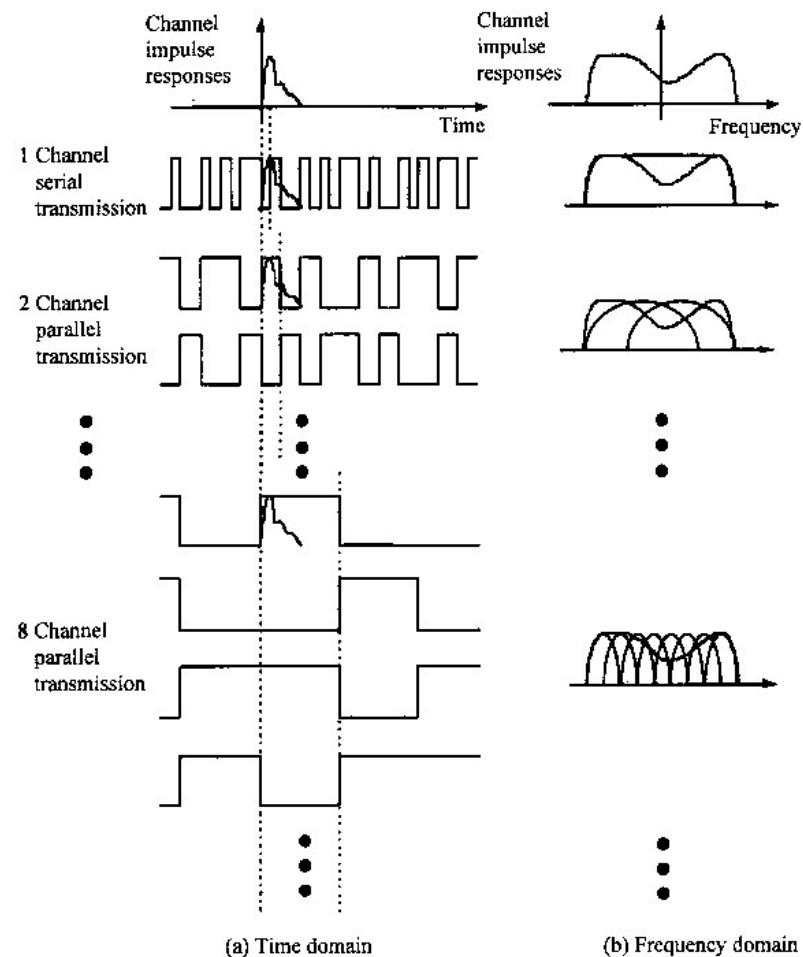 Channel
impulse
responses
Time
Channel
impulse
responses
Frequency
1 Channel
serial
transmission
2 Channel
parallel
transmission
8 Channel
parallel
transmission
(a) Time domain
(b) Frequency domain